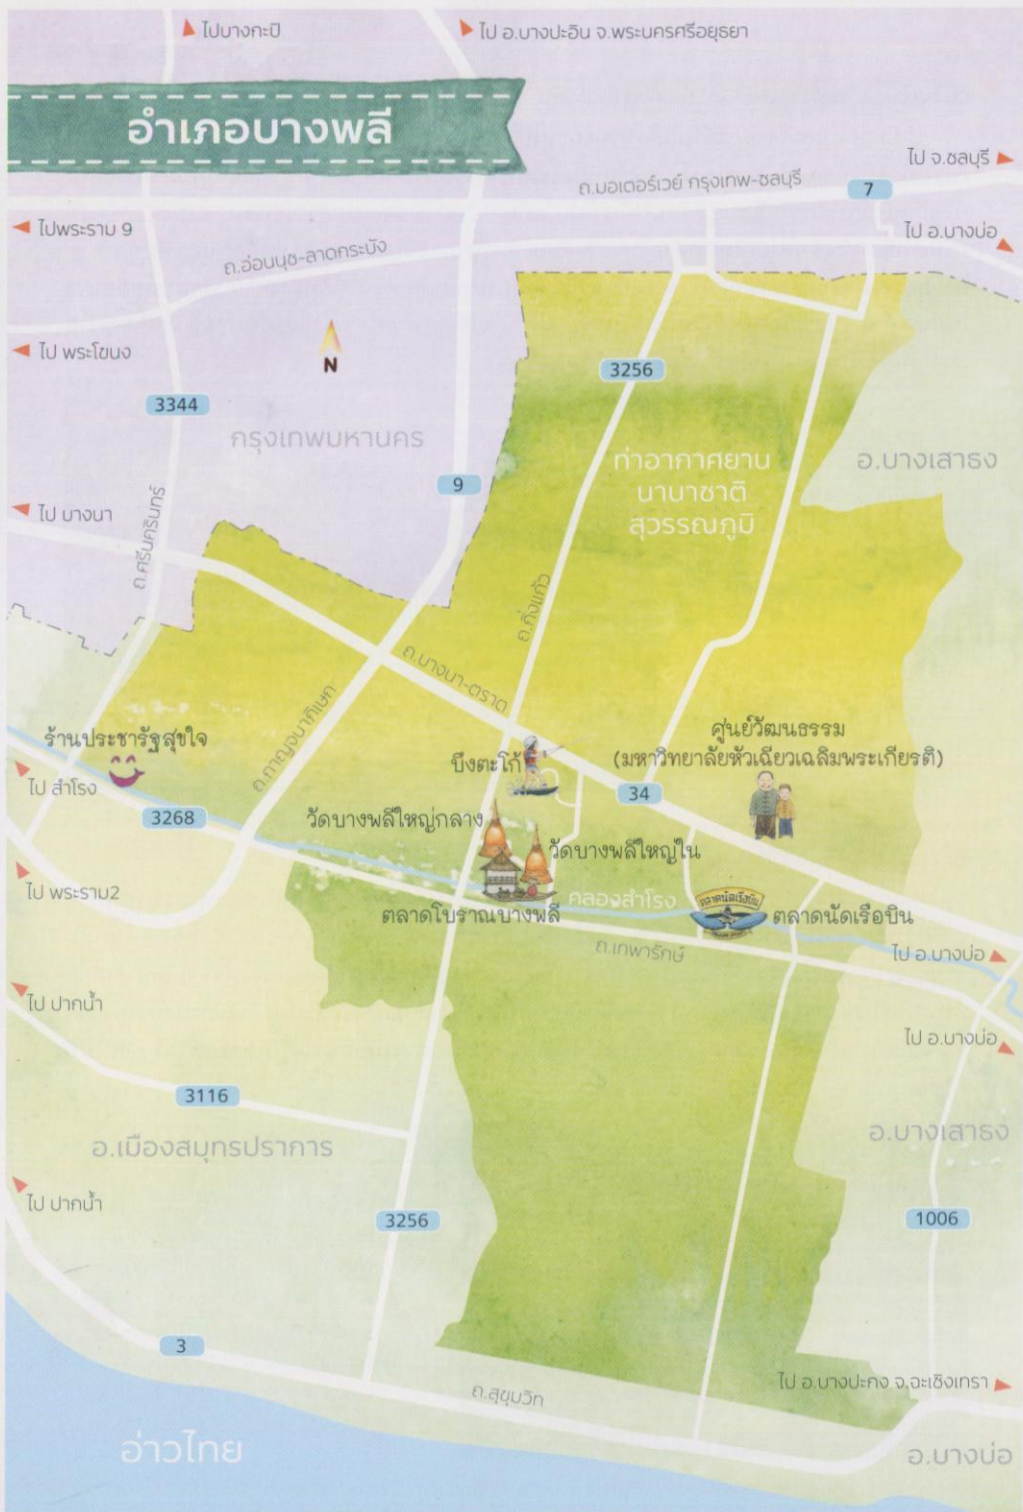 ไปบางกะปิ
ไป อ.บางปะอิน จ.พระนครศรีอยุธยา
อำเภอบางพลี
ไป จ.ชลบุรี
ถ.มอเตอร์เวย์ กรุงเทพ-ชลบุรี
7
ไปพระราม 9
ไป อ.บางบ่อ
ถ.อ่อนนุช-ลาดกระบัง
ไป พระโขนง
N
3256
3344
กรุงเทพมหานคร
ท่าอากาศยาน
นานาชาติ
สุวรรณภูมิ
อ.บางเสาธง
9
ไป บางนา
ถ.ศรีนครินทร์
ถ.กิ่งแก้ว
ถ.บางนา-ตราด
ถ.กาญจนาภิเษก
ร้านประชารัฐสุขใจ
ศูนย์วัฒนธรรม
(มหาวิทยาลัยหัวเฉียวเฉลิมพระเกียรติ)
บึงตะโก้
ไป สำโรง
34
3268
วัดบางพลีใหญ่กลาง
วัดบางพลีใหญ่ใน
ไป พระราม2
คลองสำโรง
ตลาดนัดเรือบิน
ตลาดโบราณบางพลี
ตลาดนัดเรือบิน
ถ.เทพารักษ์
ไป อ.บางบ่อ
ไป ปากน้ำ
ไป อ.บางบ่อ
3116
อ.เมืองสมุทรปราการ
อ.บางเสาธง
ไป ปากน้ำ
3256
1006
3
ไป อ.บางปะกง จ.ฉะเชิงเทรา
ถ.สุขุมวิท
อ่าวไทย
อ.บางบ่อ